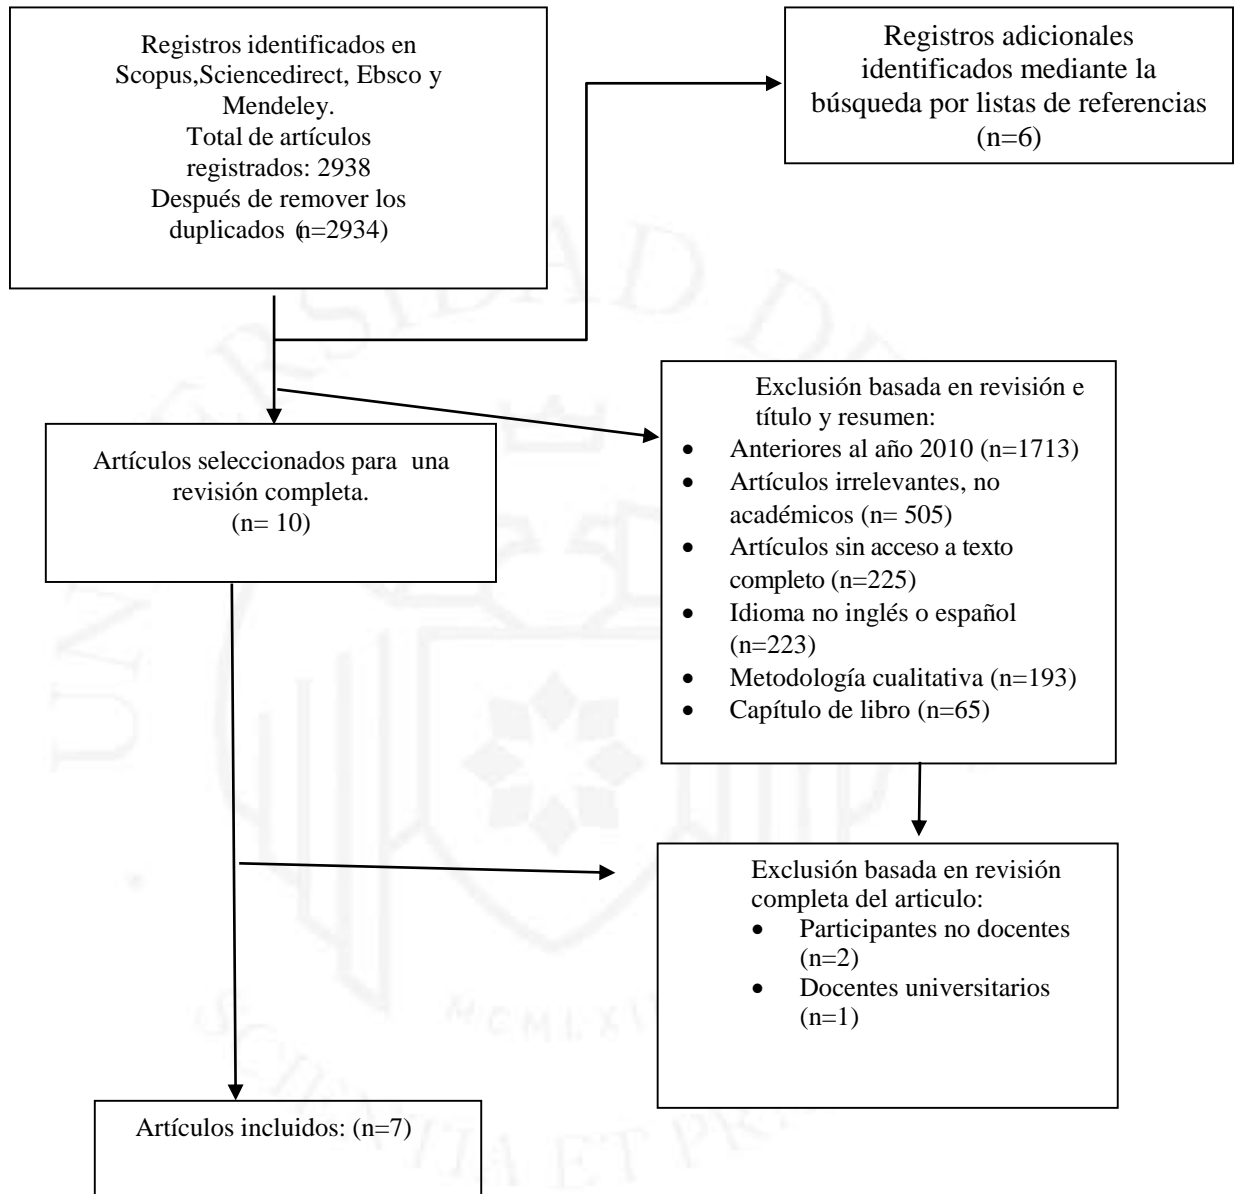 Registros identificados en
Scopus,Sciencedirect, Ebsco y
Mendeley.
Total de artículos
registrados: 2938
Después de remover los
duplicados (n=2934)
Registros adicionales
identificados mediante la
búsqueda por listas de referencias
(n=6)
Exclusión basada en revisión e
título y resumen:
• Anteriores al año 2010 (n=1713)
• Artículos irrelevantes, no
académicos (n= 505)
• Artículos sin acceso a texto
completo (n=225)
• Idioma no inglés o español
(n=223)
• Metodología cualitativa (n=193)
• Capítulo de libro (n=65)
Artículos seleccionados para una
revisión completa.
(n= 10)
Exclusión basada en revisión
completa del articulo:
• Participantes no docentes
(n=2)
• Docentes universitarios
(n=1)
Artículos incluidos: (n=7)